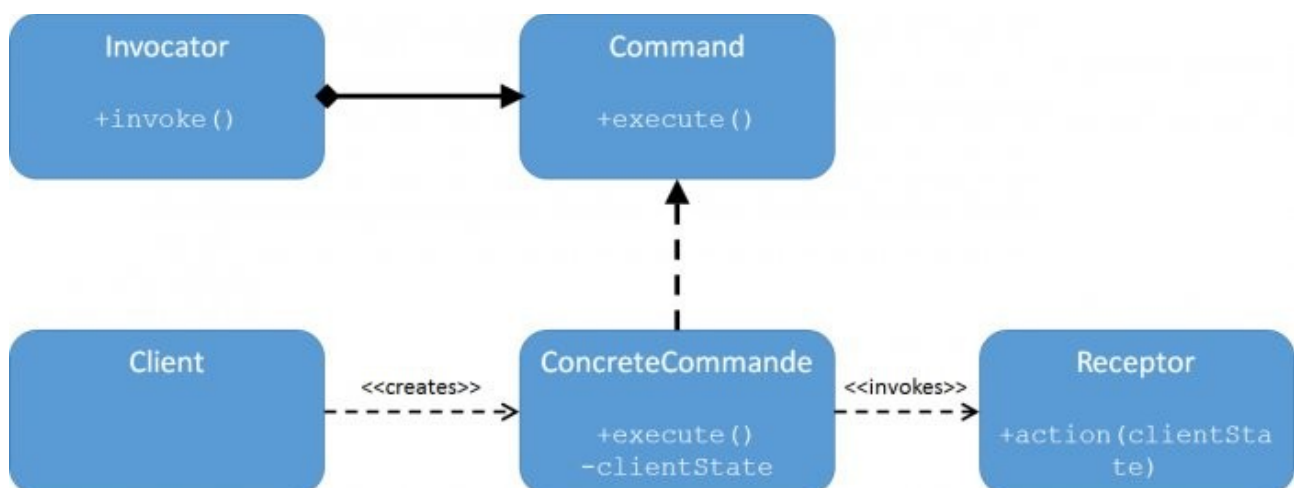 Invocator
+invoke()
Command
+execute()
Client
<<creates>>
ConcreteCommande
+execute()
-clientState
<<invokes>>
Receptor
+action(clientSta
te)